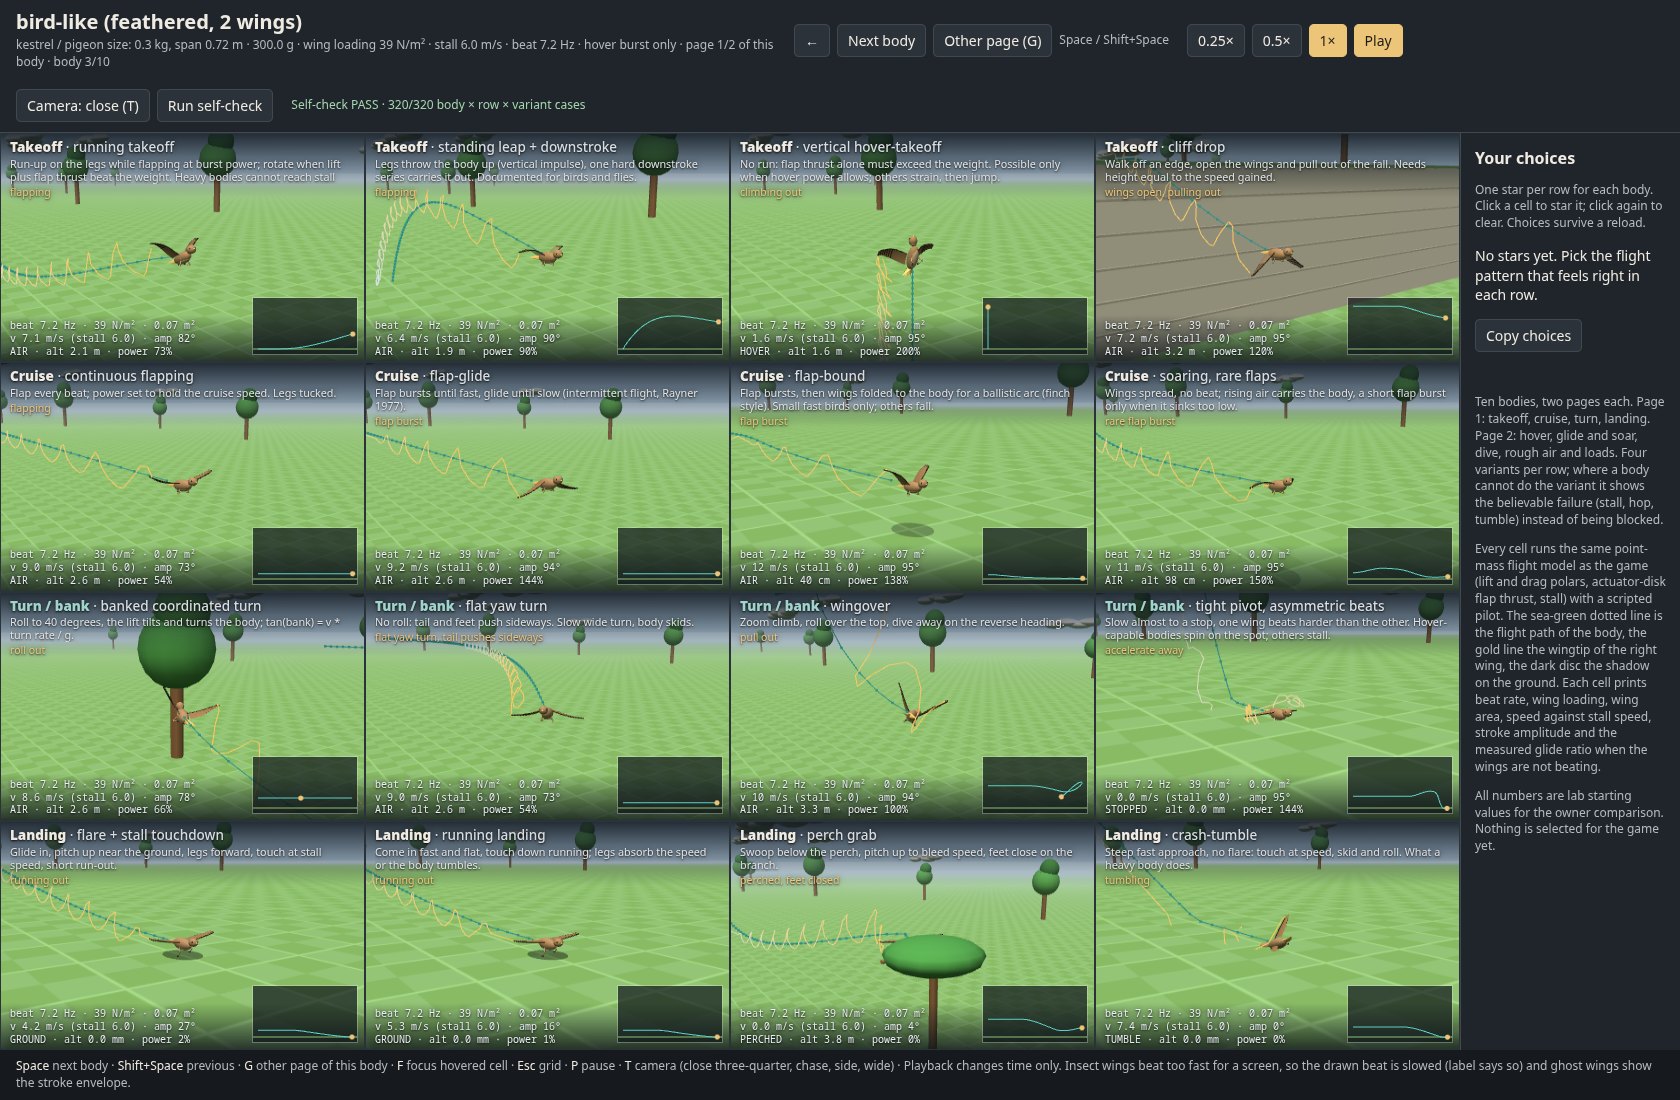 bird-like (feathered, 2 wings)
kestrel / pigeon size: 0.3 kg, span 0.72 m · 300.0 g · wing loading 39 N/m² · stall 6.0 m/s · beat 7.2 Hz · hover burst only · page 1/2 of this
body · body 3/10
←
Next body
Other page (G)
Space / Shift+Space
0.25×
0.5×
1×
Play
Camera: close (T)
Run self-check
Self-check PASS · 320/320 body × row × variant cases
Takeoff · running takeoff
Run-up on the legs while flapping at burst power; rotate when lift
plus flap thrust beat the weight. Heavy bodies cannot reach stall
flapping
beat 7.2 Hz · 39 N/m² · 0.07 m²
v 7.1 m/s (stall 6.0) · amp 82°
AIR · alt 2.1 m · power 73%
Takeoff · standing leap + downstroke
Legs throw the body up (vertical impulse), one hard downstroke
series carries it out. Documented for birds and flies.
flapping
beat 7.2 Hz · 39 N/m² · 0.07 m²
v 6.4 m/s (stall 6.0) · amp 90°
AIR · alt 1.9 m · power 90%
Takeoff · vertical hover-takeoff
No run: flap thrust alone must exceed the weight. Possible only
when hover power allows; others strain, then jump.
climbing out
beat 7.2 Hz · 39 N/m² · 0.07 m²
v 1.6 m/s (stall 6.0) · amp 95°
HOVER · alt 1.6 m · power 200%
Takeoff · cliff drop
Walk off an edge, open the wings and pull out of the fall. Needs
height equal to the speed gained.
wings open, pulling out
beat 7.2 Hz · 39 N/m² · 0.07 m²
v 7.2 m/s (stall 6.0) · amp 95°
AIR · alt 3.2 m · power 120%
Cruise · continuous flapping
Flap every beat; power set to hold the cruise speed. Legs tucked.
flapping
beat 7.2 Hz · 39 N/m² · 0.07 m²
v 9.0 m/s (stall 6.0) · amp 73°
AIR · alt 2.6 m · power 54%
Cruise · flap-glide
Flap bursts until fast, glide until slow (intermittent flight, Rayner
1977).
flap burst
beat 7.2 Hz · 39 N/m² · 0.07 m²
v 9.2 m/s (stall 6.0) · amp 94°
AIR · alt 2.6 m · power 144%
Cruise · flap-bound
Flap bursts, then wings folded to the body for a ballistic arc (finch
style). Small fast birds only; others fall.
flap burst
beat 7.2 Hz · 39 N/m² · 0.07 m²
v 12 m/s (stall 6.0) · amp 95°
AIR · alt 40 cm · power 138%
Cruise · soaring, rare flaps
Wings spread, no beat; rising air carries the body, a short flap burst
only when it sinks too low.
rare flap burst
beat 7.2 Hz · 39 N/m² · 0.07 m²
v 11 m/s (stall 6.0) · amp 95°
AIR · alt 98 cm · power 150%
Turn / bank · banked coordinated turn
Roll to 40 degrees, the lift tilts and turns the body; tan(bank) = v *
turn rate / g.
roll out
beat 7.2 Hz · 39 N/m² · 0.07 m²
v 8.6 m/s (stall 6.0) · amp 78°
AIR · alt 2.6 m · power 66%
Turn / bank · flat yaw turn
No roll: tail and feet push sideways. Slow wide turn, body skids.
flat yaw turn, tail pushes sideways
beat 7.2 Hz · 39 N/m² · 0.07 m²
v 9.0 m/s (stall 6.0) · amp 73°
AIR · alt 2.6 m · power 54%
Turn / bank · wingover
Zoom climb, roll over the top, dive away on the reverse heading.
pull out
beat 7.2 Hz · 39 N/m² · 0.07 m²
v 10 m/s (stall 6.0) · amp 94°
AIR · alt 3.3 m · power 100%
Turn / bank · tight pivot, asymmetric beats
Slow almost to a stop, one wing beats harder than the other. Hover-
capable bodies spin on the spot; others stall.
accelerate away
beat 7.2 Hz · 39 N/m² · 0.07 m²
v 0.0 m/s (stall 6.0) · amp 95°
STOPPED · alt 0.0 mm · power 144%
Landing · flare + stall touchdown
Glide in, pitch up near the ground, legs forward, touch at stall
speed, short run-out.
running out
beat 7.2 Hz · 39 N/m² · 0.07 m²
v 4.2 m/s (stall 6.0) · amp 27°
GROUND · alt 0.0 mm · power 2%
Landing · running landing
Come in fast and flat, touch down running; legs absorb the speed
or the body tumbles.
running out
beat 7.2 Hz · 39 N/m² · 0.07 m²
v 5.3 m/s (stall 6.0) · amp 16°
GROUND · alt 0.0 mm · power 1%
Landing · perch grab
Swoop below the perch, pitch up to bleed speed, feet close on the
branch.
perched, feet closed
beat 7.2 Hz · 39 N/m² · 0.07 m²
v 0.0 m/s (stall 6.0) · amp 4°
PERCHED · alt 3.8 m · power 0%
Landing · crash-tumble
Steep fast approach, no flare: touch at speed, skid and roll. What a
heavy body does.
tumbling
beat 7.2 Hz · 39 N/m² · 0.07 m²
v 7.4 m/s (stall 6.0) · amp 0°
TUMBLE · alt 0.0 mm · power 0%
Your choices
One star per row for each body.
Click a cell to star it; click again to
clear. Choices survive a reload.
No stars yet. Pick the flight
pattern that feels right in
each row.
Copy choices
Ten bodies, two pages each. Page
1: takeoff, cruise, turn, landing.
Page 2: hover, glide and soar,
dive, rough air and loads. Four
variants per row; where a body
cannot do the variant it shows
the believable failure (stall, hop,
tumble) instead of being blocked.
Every cell runs the same point-
mass flight model as the game
(lift and drag polars, actuator-disk
flap thrust, stall) with a scripted
pilot. The sea-green dotted line is
the flight path of the body, the
gold line the wingtip of the right
wing, the dark disc the shadow
on the ground. Each cell prints
beat rate, wing loading, wing
area, speed against stall speed,
stroke amplitude and the
measured glide ratio when the
wings are not beating.
All numbers are lab starting
values for the owner comparison.
Nothing is selected for the game
yet.
Space next body · Shift+Space previous · G other page of this body · F focus hovered cell · Esc grid · P pause · T camera (close three-quarter, chase, side, wide) · Playback changes time only. Insect wings beat too fast for a screen, so the drawn beat is slowed (label says so) and ghost wings show
the stroke envelope.